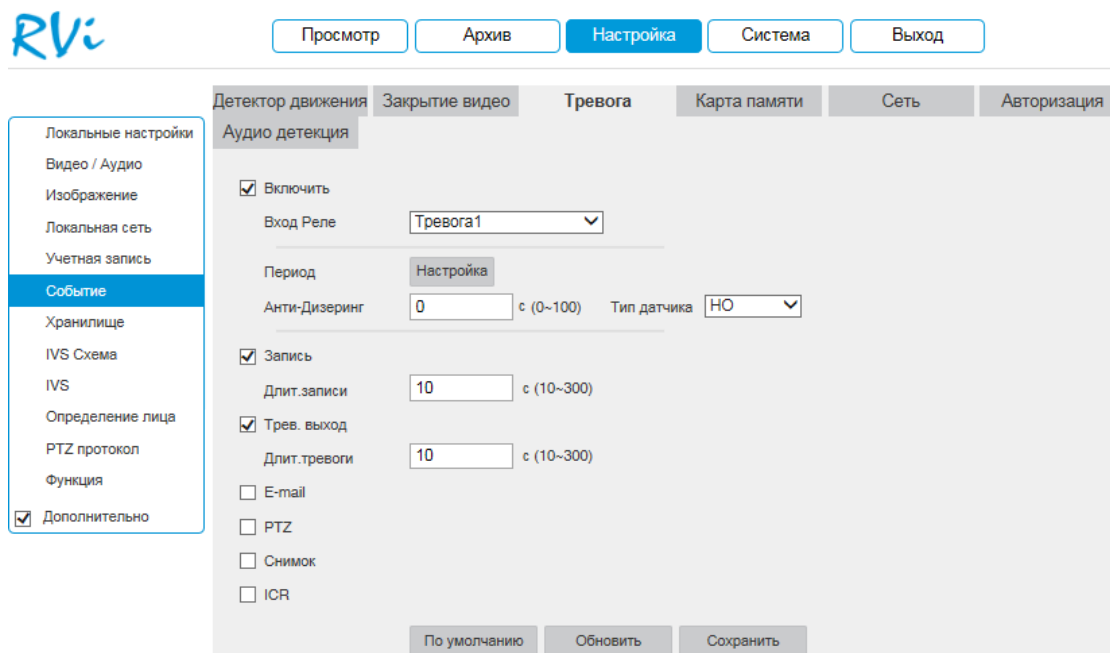 RVi
Просмотр Архив Настройка Система Выход
Детектор движения Закрытие видео Тревога Карта памяти Сеть Авторизация
Аудио детекция
Локальные настройки
Видео / Аудио
Изображение
Локальная сеть
Учетная запись
Событие
Хранилище
IVS Схема
IVS
Определение лица
PTZ протокол
Функция
Дополнительно
Включить
Вход Реле Тревога1
Период Настройка
Анти-Дизеринг 0 с (0~100) Тип датчика НО
Запись
Длит.записи 10 с (10~300)
Трев. выход
Длит.тревоги 10 с (10~300)
E-mail
PTZ
Снимок
ICR
По умолчанию Обновить Сохранить